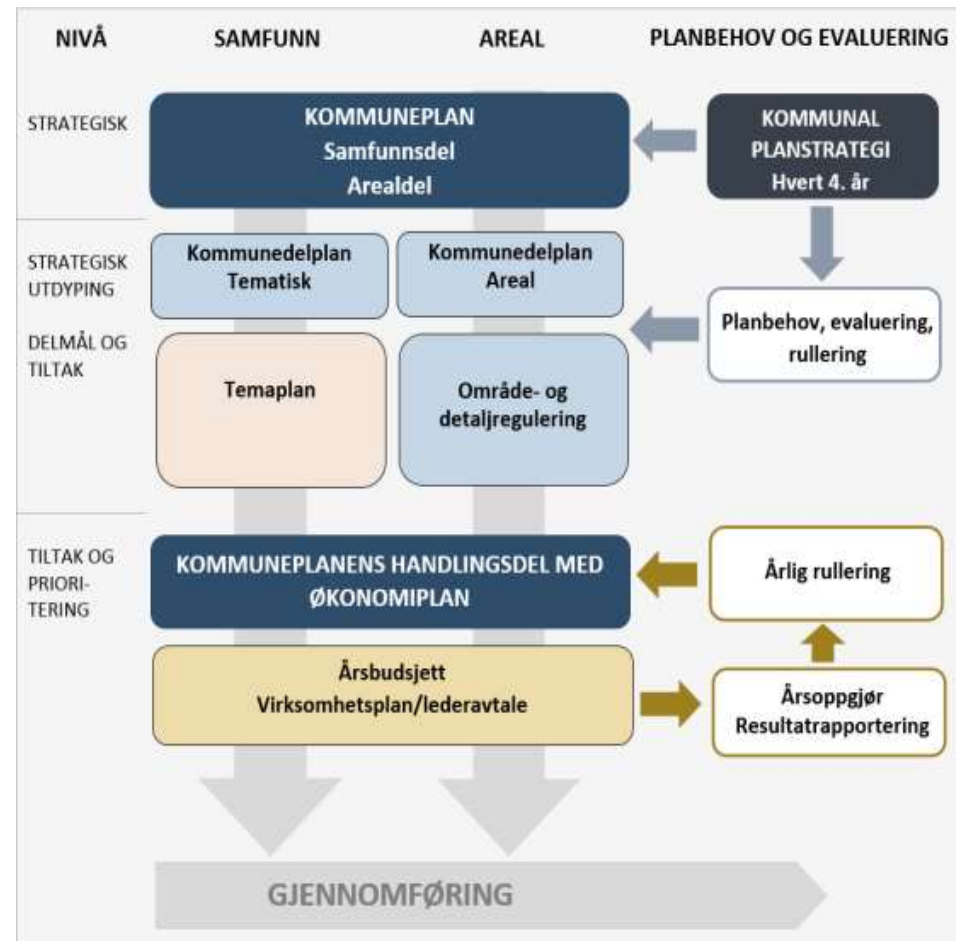 NIVÅ
SAMFUNN
AREAL
PLANBEHOV OG EVALUERING
STRATEGISK
KOMMUNEPLAN
Samfunnsdel
Arealdel
KOMMUNAL
PLANSTRATEGI
Hvert 4. år
STRATEGISK
UTDYPING
Kommunedelplan
Tematisk
Kommunedelplan
Areal
Planbehov, evaluering,
rullering
DELMÅL OG
TILTAK
Temaplan
Område- og
detaljregulering
TILTAK OG
PRIORI-
TERING
KOMMUNEPLANENS HANDLINGSDEL MED
ØKONOMIPLAN
Årlig rullering
Årsbudsjett
Virksomhetsplan/lederavtale
Årsoppgjør
Resultatrapportering
GJENNOMFØRING